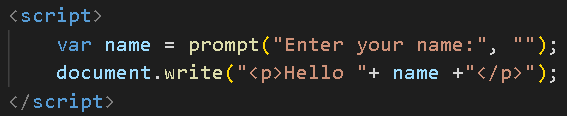 <script>
    var name = prompt("Enter your name:", "");
    document.write("<p>Hello "+ name +"</p>");
</script>